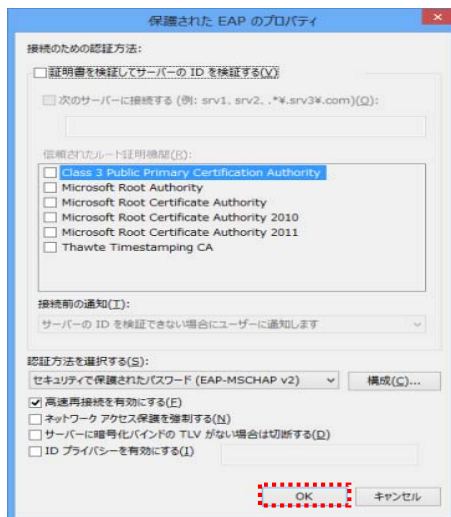 保護された EAP のプロパティ
接続のための認証方法:
証明書を検証してサーバーの ID を検証する(V)
次のサーバーに接続する (例: srv1, srv2, .*¥.srv3¥.com)(O):
信頼されたルート証明機関(R):
Class 3 Public Primary Certification Authority
Microsoft Root Authority
Microsoft Root Certificate Authority
Microsoft Root Certificate Authority 2010
Microsoft Root Certificate Authority 2011
Thawte Timestamping CA
接続前の通知(T):
サーバーの ID を検証できない場合にユーザーに通知します
認証方法を選択する(S):
セキュリティで保護されたパスワード (EAP-MSCHAP v2)
構成(C)...
高速再接続を有効にする(F)
ネットワーク アクセス保護を強制する(N)
サーバーに暗号化バインドの TLV がない場合は切断する(D)
ID プライバシーを有効にする(I)
OK
キャンセル